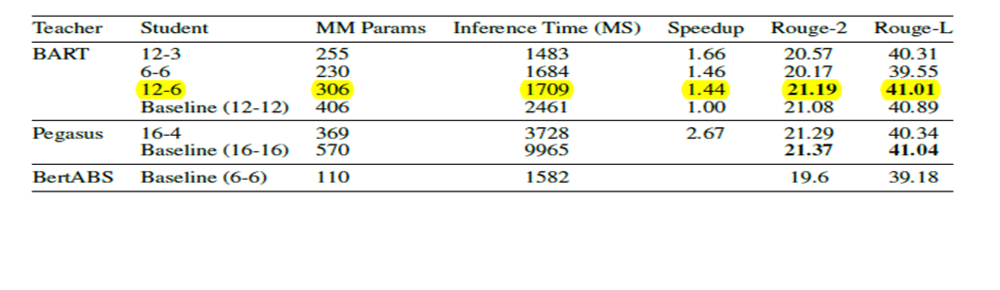 Teacher Student MM Params Inference Time (MS) Speedup Rouge-2 Rouge-L
BART 12-3 255 1483 1.66 20.57 40.31
6-6 230 1684 1.46 20.17 39.55
12-6 306 1709 1.44 21.19 41.01
Baseline (12-12) 406 2461 1.00 21.08 40.89
Pegasus 16-4 369 3728 2.67 21.29 40.34
Baseline (16-16) 570 9965 21.37 41.04
BertABS Baseline (6-6) 110 1582 19.6 39.18